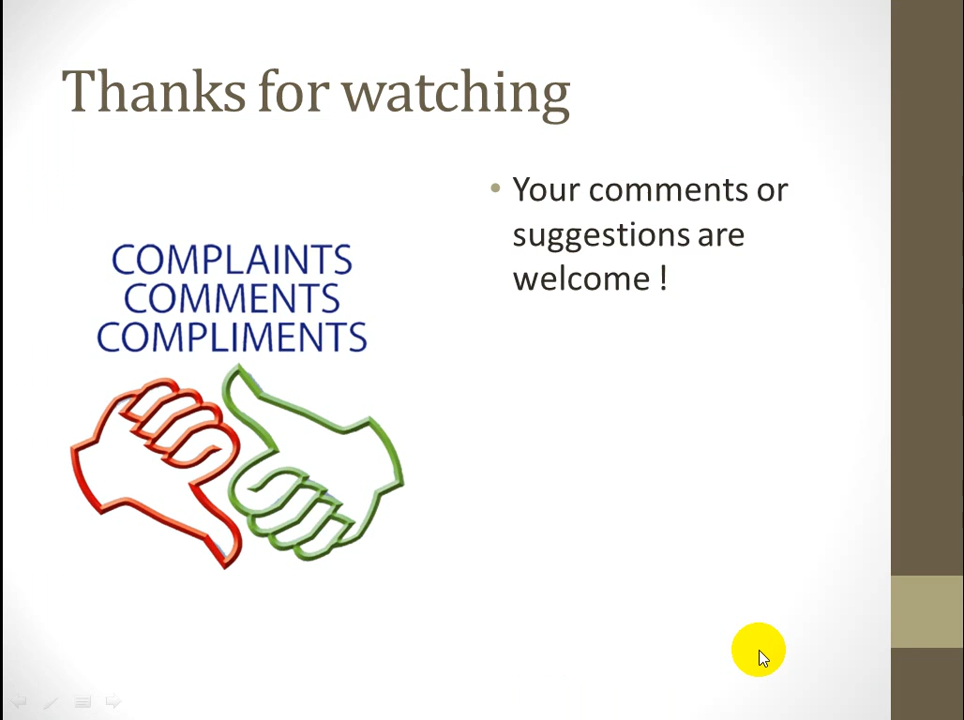 Thanks for watching
• Your comments or
suggestions are
welcome !
COMPLAINTS
COMMENTS
COMPLIMENTS